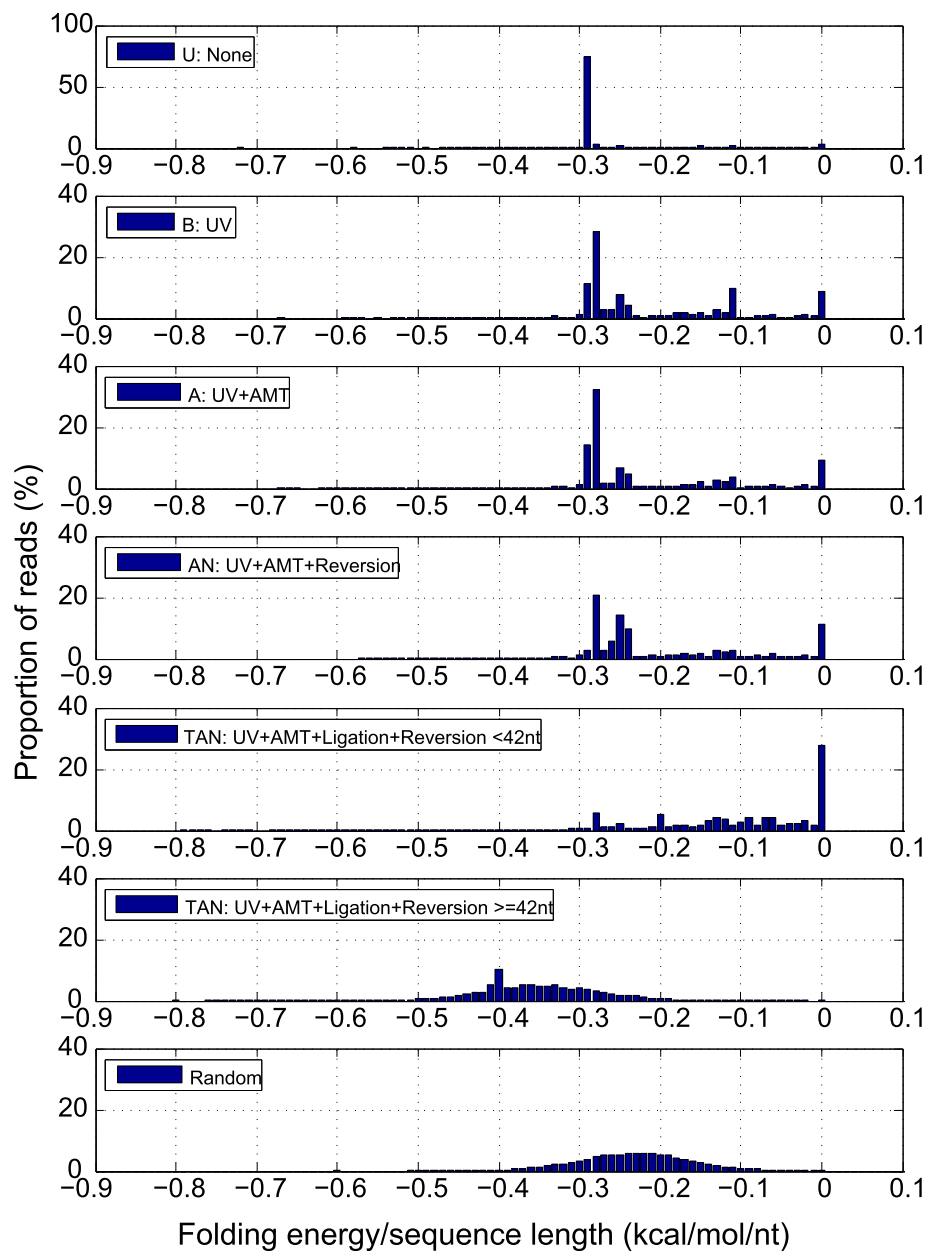 100
U: None
50
0
−0.9 −0.8 −0.7 −0.6 −0.5 −0.4 −0.3 −0.2 −0.1 0 0.1
40
B: UV
20
0
−0.9 −0.8 −0.7 −0.6 −0.5 −0.4 −0.3 −0.2 −0.1 0 0.1
40
A: UV+AMT
20
0
−0.9 −0.8 −0.7 −0.6 −0.5 −0.4 −0.3 −0.2 −0.1 0 0.1
Proportion of reads (%)
40
AN: UV+AMT+Reversion
20
0
−0.9 −0.8 −0.7 −0.6 −0.5 −0.4 −0.3 −0.2 −0.1 0 0.1
40
TAN: UV+AMT+Ligation+Reversion <42nt
20
0
−0.9 −0.8 −0.7 −0.6 −0.5 −0.4 −0.3 −0.2 −0.1 0 0.1
40
TAN: UV+AMT+Ligation+Reversion >=42nt
20
0
−0.9 −0.8 −0.7 −0.6 −0.5 −0.4 −0.3 −0.2 −0.1 0 0.1
40
Random
20
0
−0.9 −0.8 −0.7 −0.6 −0.5 −0.4 −0.3 −0.2 −0.1 0 0.1
Folding energy/sequence length (kcal/mol/nt)